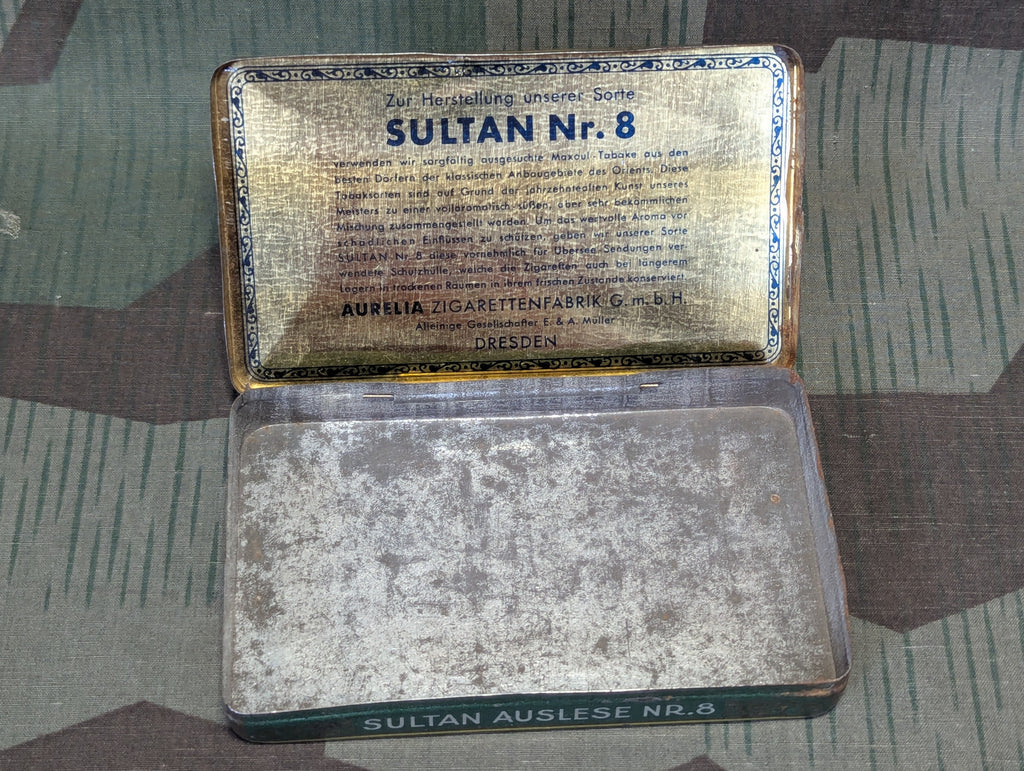 Zur Herstellung unserer Sorte
SULTAN Nr. 8
verwenden wir sorgfältig ausgesuchte Maxoul-Tabake aus den
besten Dörfern der klassischen Anbaugebiete des Orients. Diese
Tabaksorten sind auf Grund der jahrzehntealten Kunst unseres
Meisters zu einer vollaromatisch-süßen, aber sehr bekömmlichen
Mischung zusammengestellt worden. Um das wertvolle Aroma vor
schädlichen Einflüssen zu schützen, geben wir unserer Sorte
SULTAN Nr. 8 diese vornehmlich für Übersee-Sendungen ver-
wendete Schutzhülle, welche die Zigaretten auch bei längerem
Lagern in trockenen Räumen in ihrem frischen Zustande konserviert.
AURELIA ZIGARETTENFABRIK G. m. b. H.
Alleinige Gesellschafter E. & A. Müller
DRESDEN
SULTAN AUSLESE NR. 8